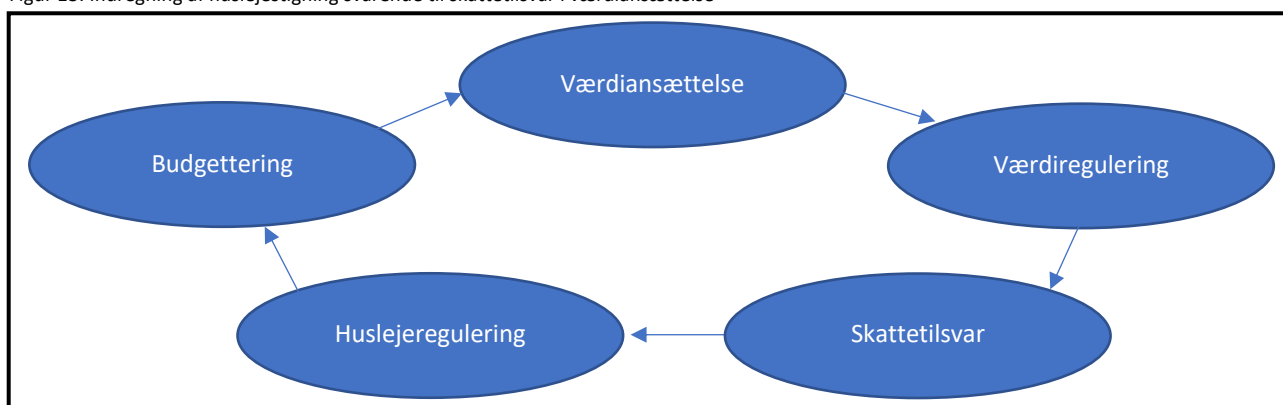 Værdiansættelse
Budgettering
Værdiregulering
Huslejeregulering
Skattetilsvar